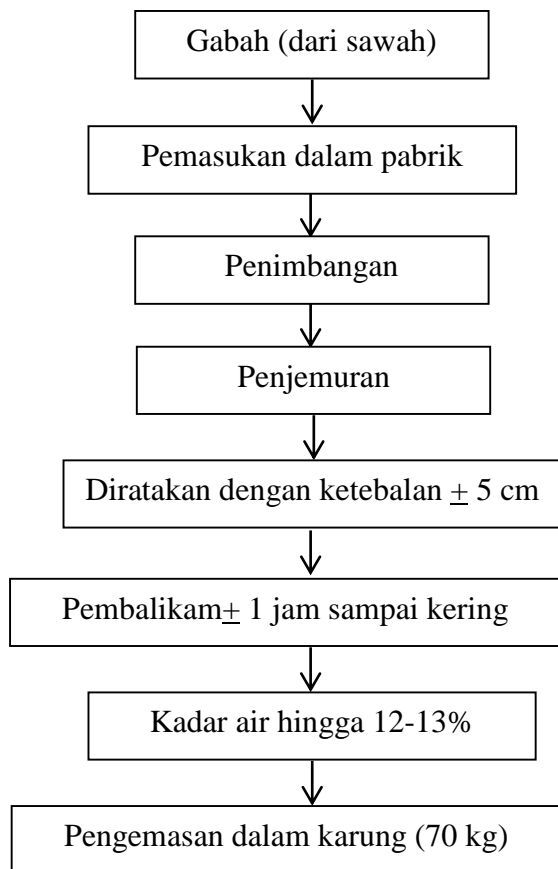 Gabah (dari sawah)
Pemasukan dalam pabrik
Penimbangan
Penjemuran
Diratakan dengan ketebalan ± 5 cm
Pembalikam± 1 jam sampai kering
Kadar air hingga 12-13%
Pengemasan dalam karung (70 kg)